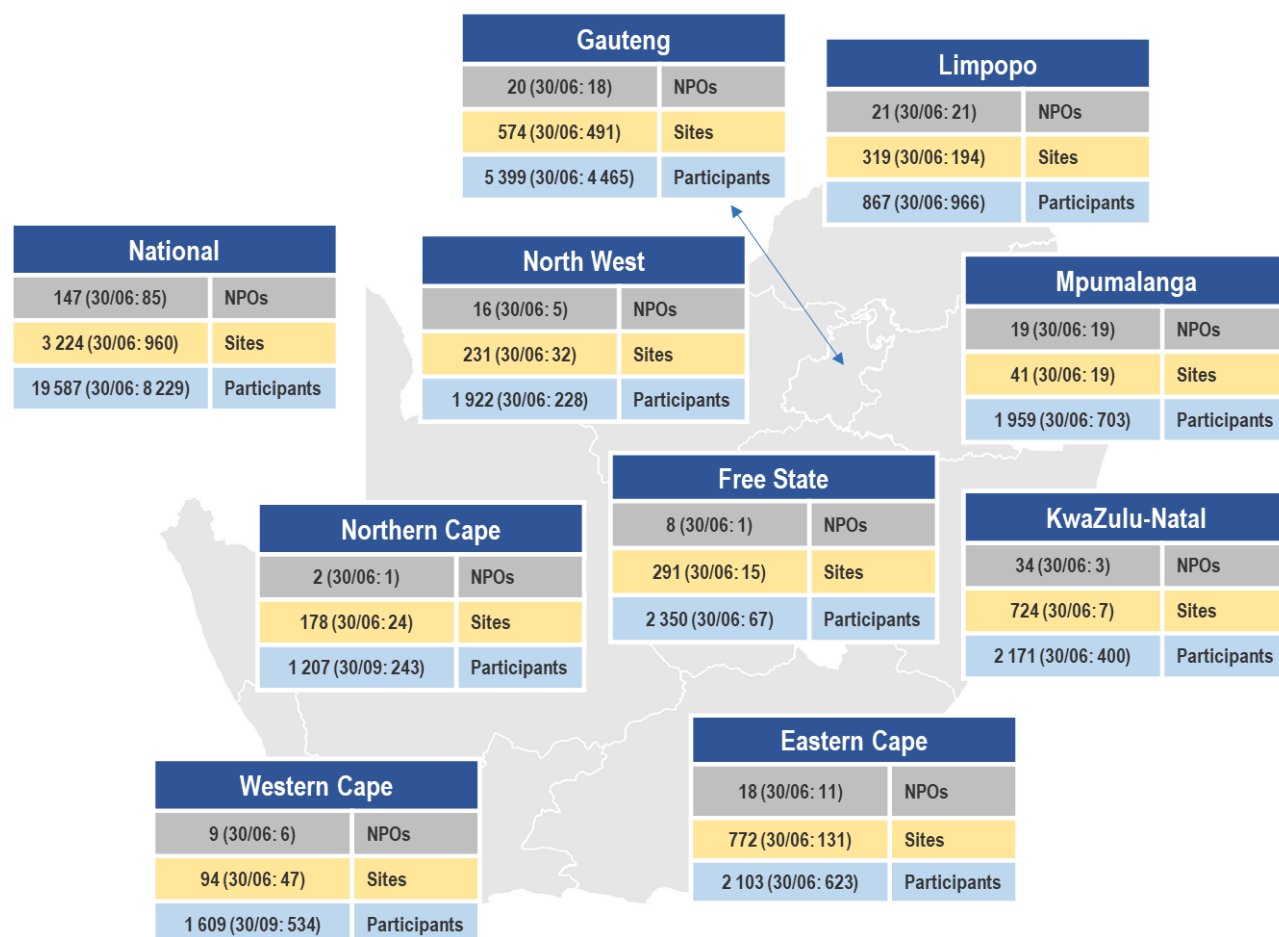 Gauteng
20 (30/06: 18) NPOs
574 (30/06: 491) Sites
5 399 (30/06: 4 465) Participants
Limpopo
21 (30/06: 21) NPOs
319 (30/06: 194) Sites
867 (30/06: 966) Participants
National
147 (30/06: 85) NPOs
3 224 (30/06: 960) Sites
19 587 (30/06: 8 229) Participants
North West
16 (30/06: 5) NPOs
231 (30/06: 32) Sites
1 922 (30/06: 228) Participants
Mpumalanga
19 (30/06: 19) NPOs
41 (30/06: 19) Sites
1 959 (30/06: 703) Participants
Northern Cape
2 (30/06: 1) NPOs
178 (30/06: 24) Sites
1 207 (30/09: 243) Participants
Free State
8 (30/06: 1) NPOs
291 (30/06: 15) Sites
2 350 (30/06: 67) Participants
KwaZulu-Natal
34 (30/06: 3) NPOs
724 (30/06: 7) Sites
2 171 (30/06: 400) Participants
Western Cape
9 (30/06: 6) NPOs
94 (30/06: 47) Sites
1 609 (30/09: 534) Participants
Eastern Cape
18 (30/06: 11) NPOs
772 (30/06: 131) Sites
2 103 (30/06: 623) Participants